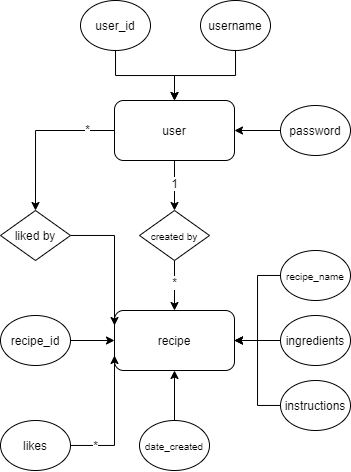 user_id
username
user
password
*
1
liked by
created by
*
recipe_name
recipe_id
recipe
ingredients
instructions
likes
*
date_created